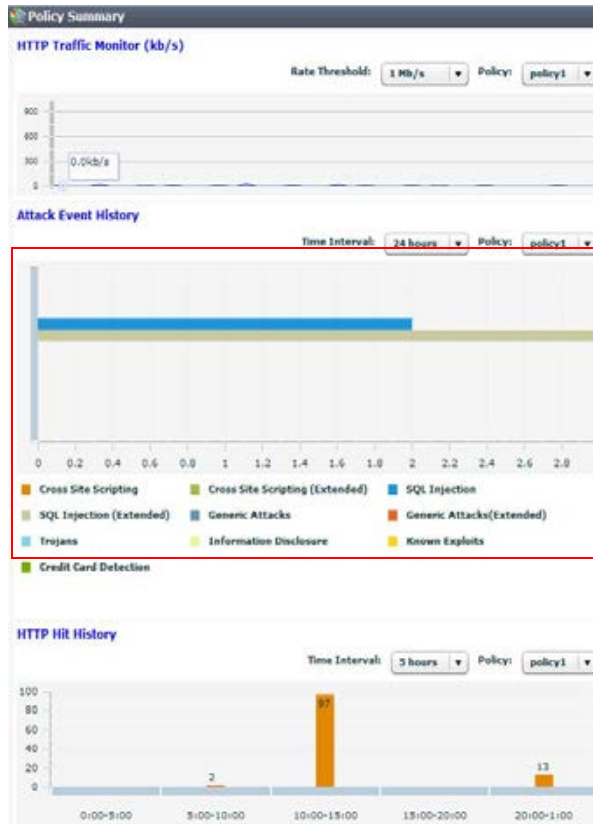 Policy Summary
HTTP Traffic Monitor (kb/s)
Rate Threshold: 1 Mb/s Policy: policy1
900
600
300
0.0kb/s
0
Attack Event History
Time Interval: 24 hours Policy: policy1
0 0.2 0.4 0.6 0.8 1 1.2 1.4 1.6 1.8 2 2.2 2.4 2.6 2.8
Cross Site Scripting Cross Site Scripting (Extended) SQL Injection
SQL Injection (Extended) Generic Attacks Generic Attacks(Extended)
Trojans Information Disclosure Known Exploits
Credit Card Detection
HTTP Hit History
Time Interval: 5 hours Policy: policy1
100
80
60
40
20
0
2
97
13
0:00-5:00 5:00-10:00 10:00-15:00 15:00-20:00 20:00-1:00